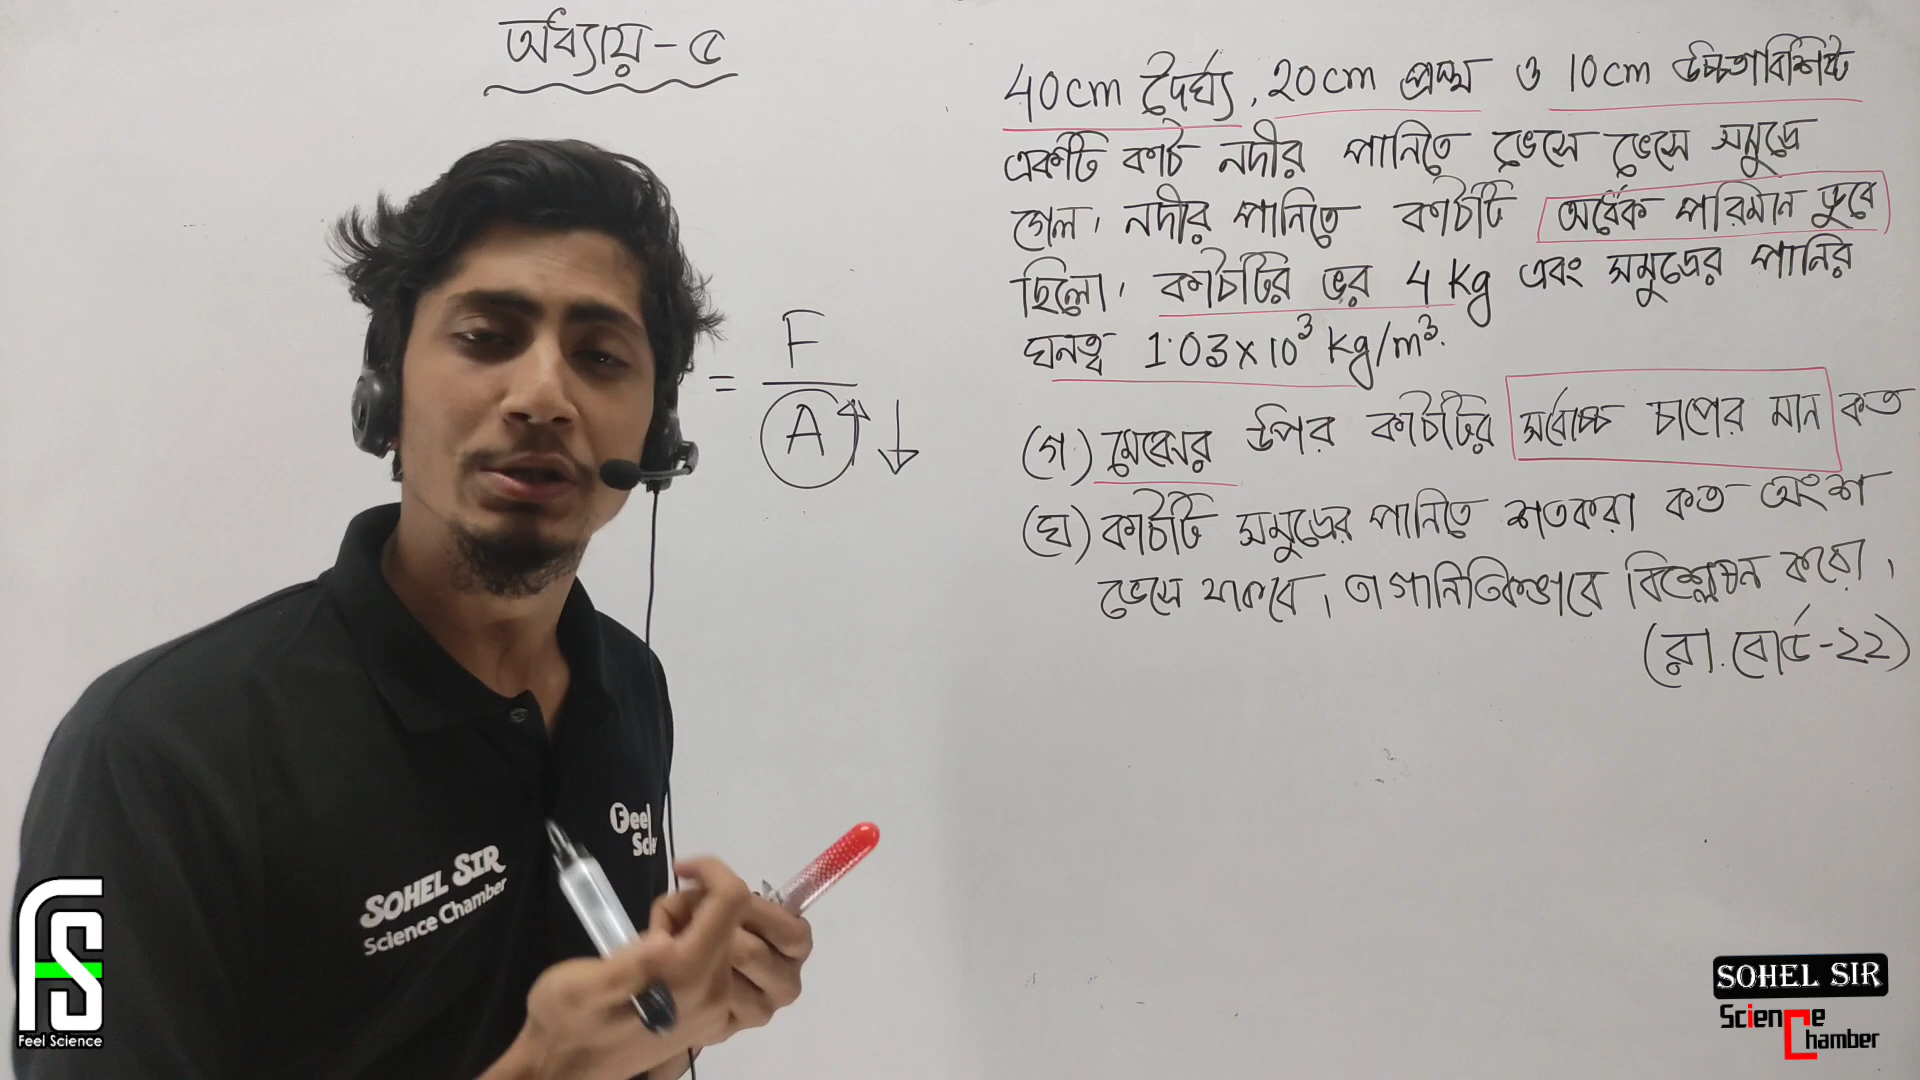 অধ্যায়-৫
= F
A
40cm দৈর্ঘ্য, 20cm প্রস্থ ও 10cm উচ্চতাবিশিষ্ট
একটি কাঠ নদীর পানিতে ভেসে ভেসে সমুদ্রে
গেল। নদীর পানিতে কাঠটি অর্ধেক পরিমান ডুবে
ছিলো। কাঠটির ভর 4 kg এবং সমুদ্রের পানির
ঘনত্ব 1.03×10³ kg/m³.
(গ) মেঝের উপর কাঠটির সর্বোচ্চ চাপের মান কত
(ঘ) কাঠটি সমুদ্রের পানিতে শতকরা কত অংশ
ভেসে থাকবে, তা গানিতিকভাবে বিশ্লেষন করো।
(রা. বোর্ড-২২)
Feel
Scie
SOHEL SIR
Science Chamber
FS
Feel Science
SOHEL SIR
Science
Chamber